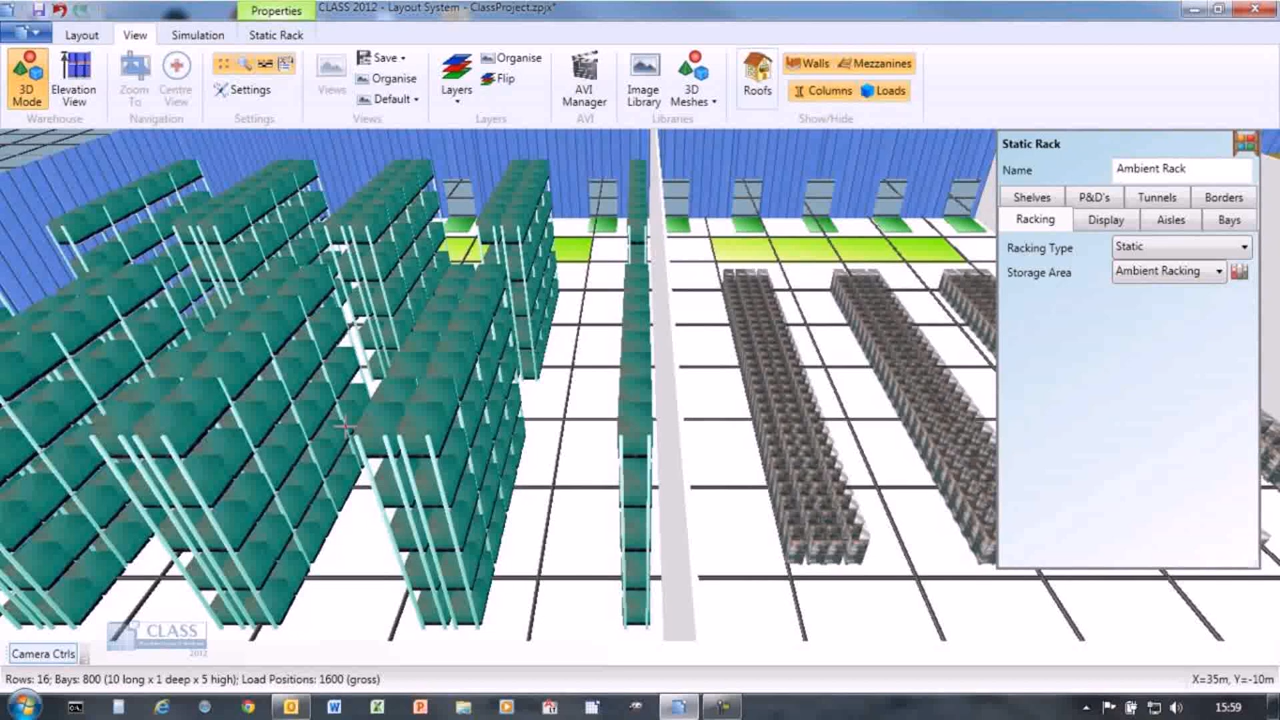 Properties
CLASS 2012 - Layout System - ClassProject.zpjx*
Layout View Simulation Static Rack
3D Mode
Elevation View
Warehouse
Zoom To
Centre View
Navigation
Settings
Settings
Views
Save
Organise
Default
Views
Layers
Organise
Flip
Layers
AVI Manager
AVI
Image Library
3D Meshes
Libraries
Roofs
Walls Mezzanines
Columns Loads
Show/Hide
Static Rack
Name Ambient Rack
Shelves P&D's Tunnels Borders
Racking Display Aisles Bays
Racking Type Static
Storage Area Ambient Racking
CLASS
2012
Camera Ctrls
Rows: 16; Bays: 800 (10 long x 1 deep x 5 high); Load Positions: 1600 (gross) X=35m, Y=-10m
15:59